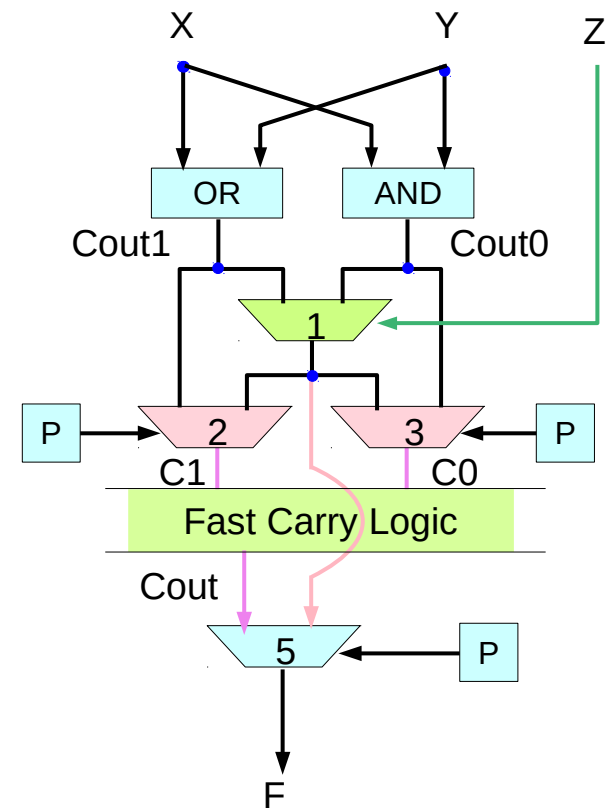 X Y Z
OR AND
Cout1 Cout0
1
P 2 3 P
C1 C0
Fast Carry Logic
Cout
5 P
F